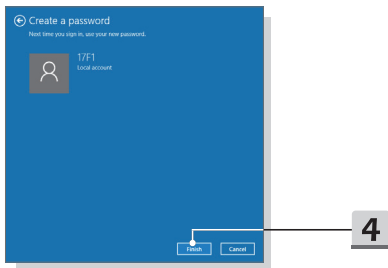 Create a password
Next time you sign in, use your new password.
17F1
Local account
Finish Cancel
4